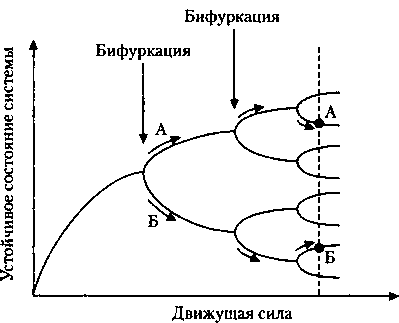 Бифуркация
Бифуркация
Устойчивое состояние системы
А
А
Б
Б
Движущая сила